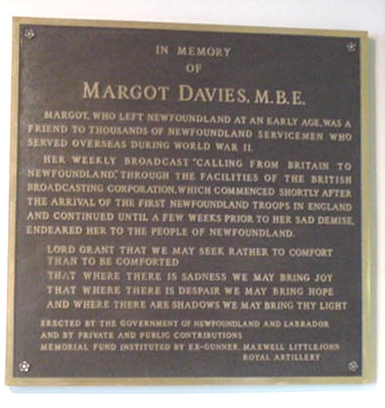 IN MEMORY
OF
MARGOT DAVIES, M.B.E.
MARGOT, WHO LEFT NEWFOUNDLAND AT AN EARLY AGE, WAS A
FRIEND TO THOUSANDS OF NEWFOUNDLAND SERVICEMEN WHO
SERVED OVERSEAS DURING WORLD WAR II.
HER WEEKLY BROADCAST "CALLING FROM BRITAIN TO
NEWFOUNDLAND," THROUGH THE FACILITIES OF THE BRITISH
BROADCASTING CORPORATION, WHICH COMMENCED SHORTLY AFTER
THE ARRIVAL OF THE FIRST NEWFOUNDLAND TROOPS IN ENGLAND
AND CONTINUED UNTIL A FEW WEEKS PRIOR TO HER SAD DEMISE,
ENDEARED HER TO THE PEOPLE OF NEWFOUNDLAND.
LORD GRANT THAT WE MAY SEEK RATHER TO COMFORT
THAN TO BE COMFORTED
THAT WHERE THERE IS SADNESS WE MAY BRING JOY
THAT WHERE THERE IS DESPAIR WE MAY BRING HOPE
AND WHERE THERE ARE SHADOWS WE MAY BRING THY LIGHT
ERECTED BY THE GOVERNMENT OF NEWFOUNDLAND AND LABRADOR
AND BY PRIVATE AND PUBLIC CONTRIBUTIONS
MEMORIAL FUND INSTITUTED BY EX-GUNNER MAXWELL LITTLEJOHN
ROYAL ARTILLERY